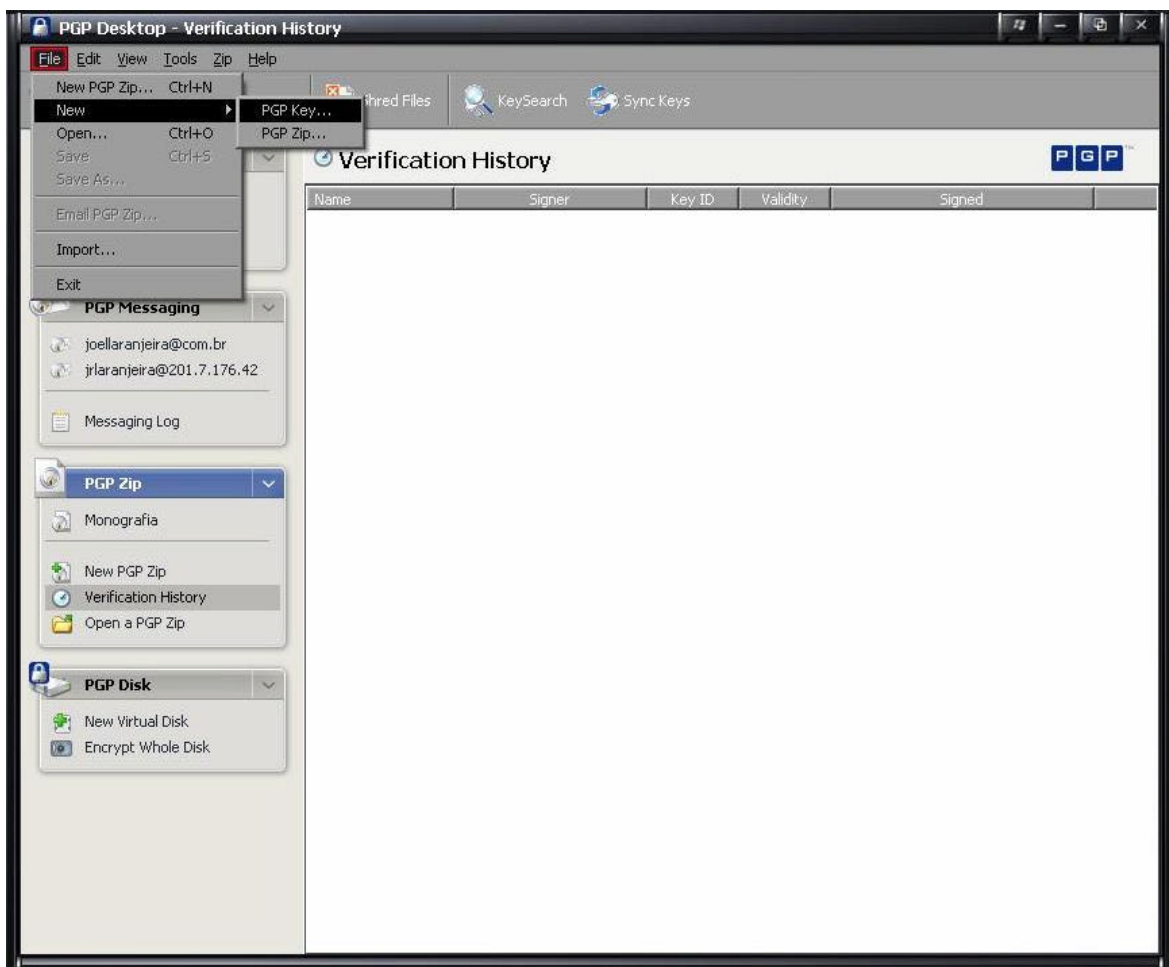 PGP Desktop - Verification History
File Edit View Tools Zip Help
New PGP Zip... Ctrl+N
New
Open... Ctrl+O
Save Ctrl+S
Save As...
Email PGP Zip...
Import...
Exit
PGP Key...
PGP Zip...
Shred Files KeySearch Sync Keys
Verification History
PGP
Name Signer Key ID Validity Signed
PGP Messaging
joellaranjeira@com.br
jrlaranjeira@201.7.176.42
Messaging Log
PGP Zip
Monografia
New PGP Zip
Verification History
Open a PGP Zip
PGP Disk
New Virtual Disk
Encrypt Whole Disk